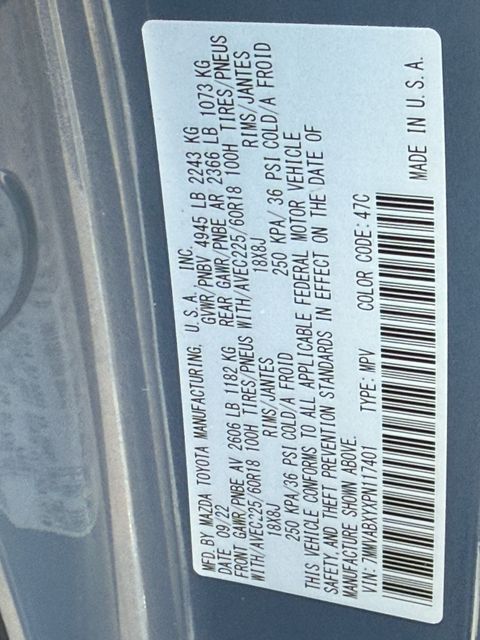 MFD.BY MAZDA TOYOTA MANUFACTURING, U.S.A., INC.
DATE 09/22 GVWR/PNBV 4945 LB 2243 KG
FRONT GAWR/PNBE AV 2606 LB 1182 KG REAR GAWR/PNBE AR 2366 LB 1073 KG
WITH/AVEC225/60R18 100H TIRES/PNEUS WITH/AVEC225/60R18 100H TIRES/PNEUS
18X8J RIMS/JANTES 18X8J RIMS/JANTES
250 KPA/36 PSI COLD/A FROID 250 KPA/ 36 PSI COLD/A FROID
THIS VEHICLE CONFORMS TO ALL APPLICABLE FEDERAL MOTOR VEHICLE
SAFETY,AND THEFT PREVENTION STANDARDS IN EFFECT ON THE DATE OF
MANUFACTURE SHOWN ABOVE.
VIN: 7MMVABXYXPN117401 TYPE: MPV COLOR CODE: 47C
MADE IN U.S.A.